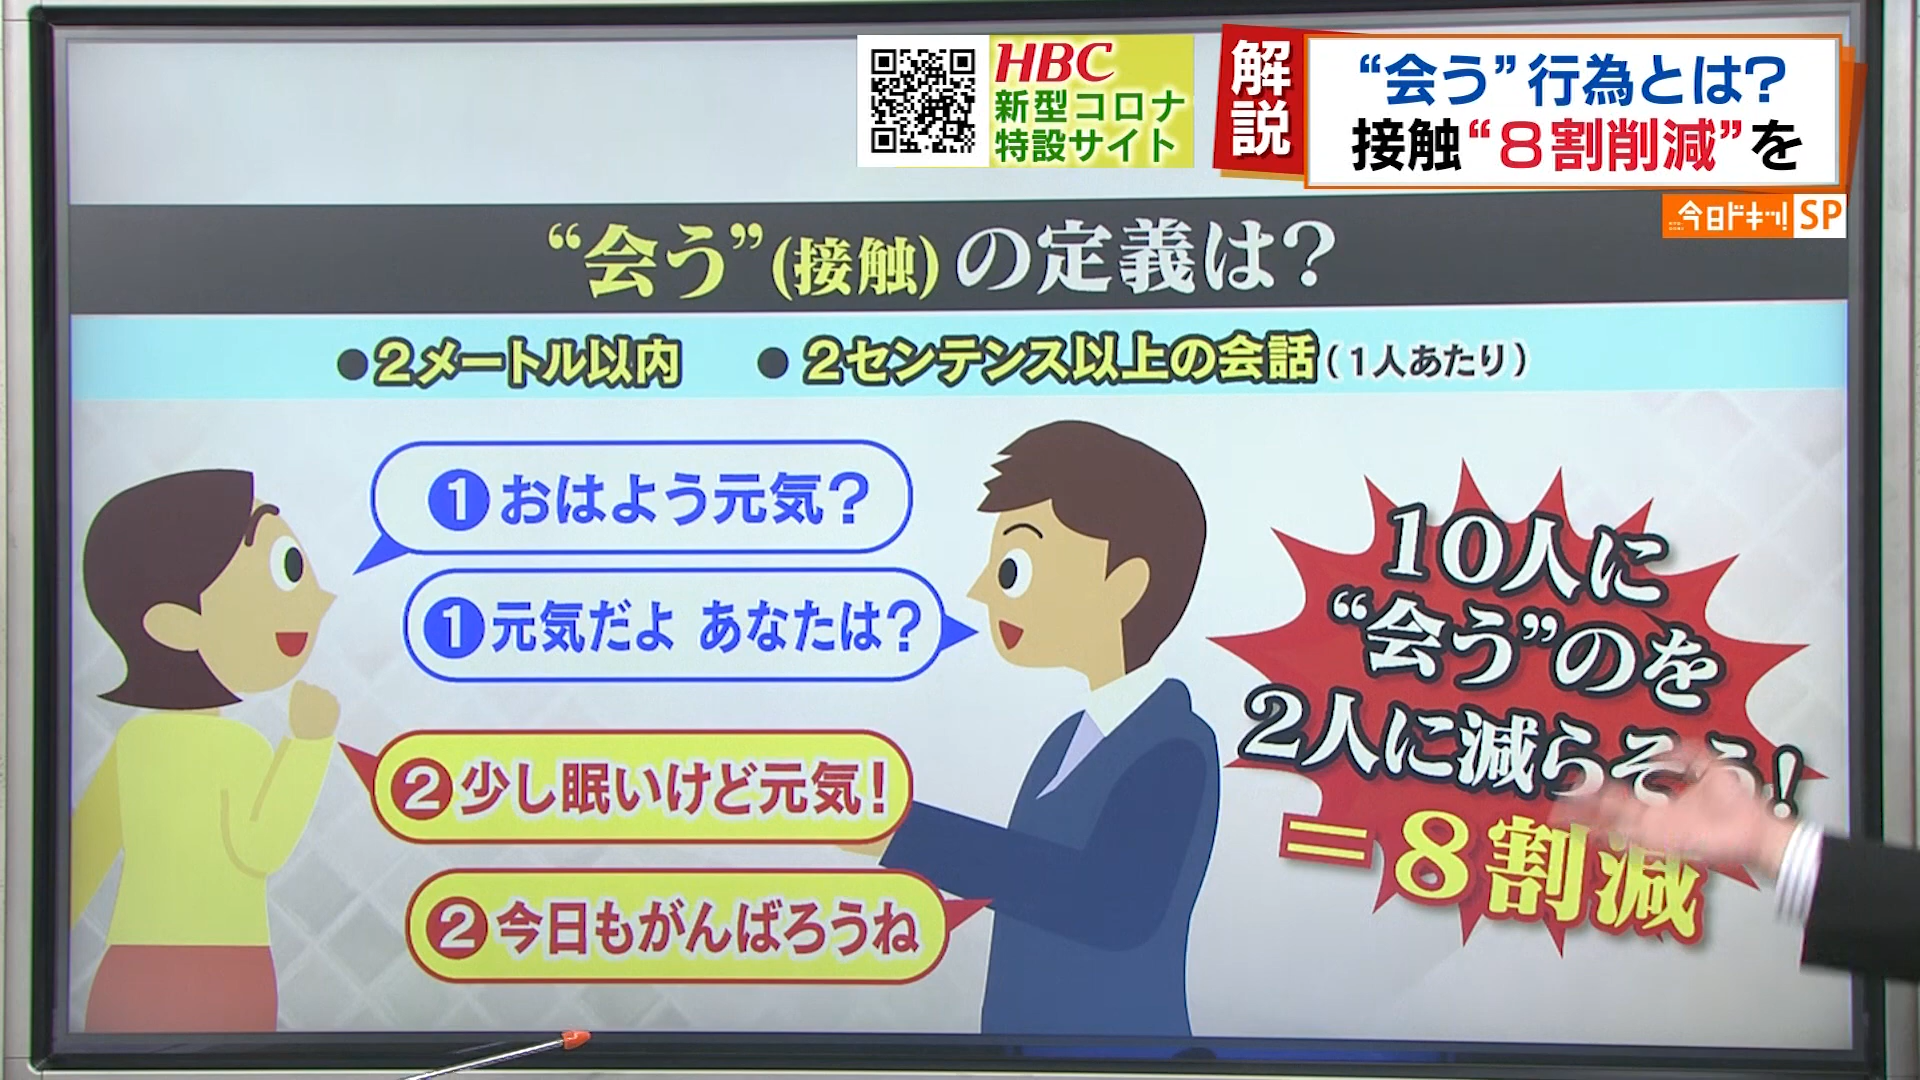 HBC
新型コロナ
特設サイト
解説
“会う”行為とは?
接触“8割削減”を
今日ドキッ!SP
“会う”(接触)の定義は?
●2メートル以内 ●2センテンス以上の会話(1人あたり)
①おはよう元気?
①元気だよ あなたは?
②少し眠いけど元気!
②今日もがんばろうね
10人に
“会う”のを
2人に減らそう!
=8割減